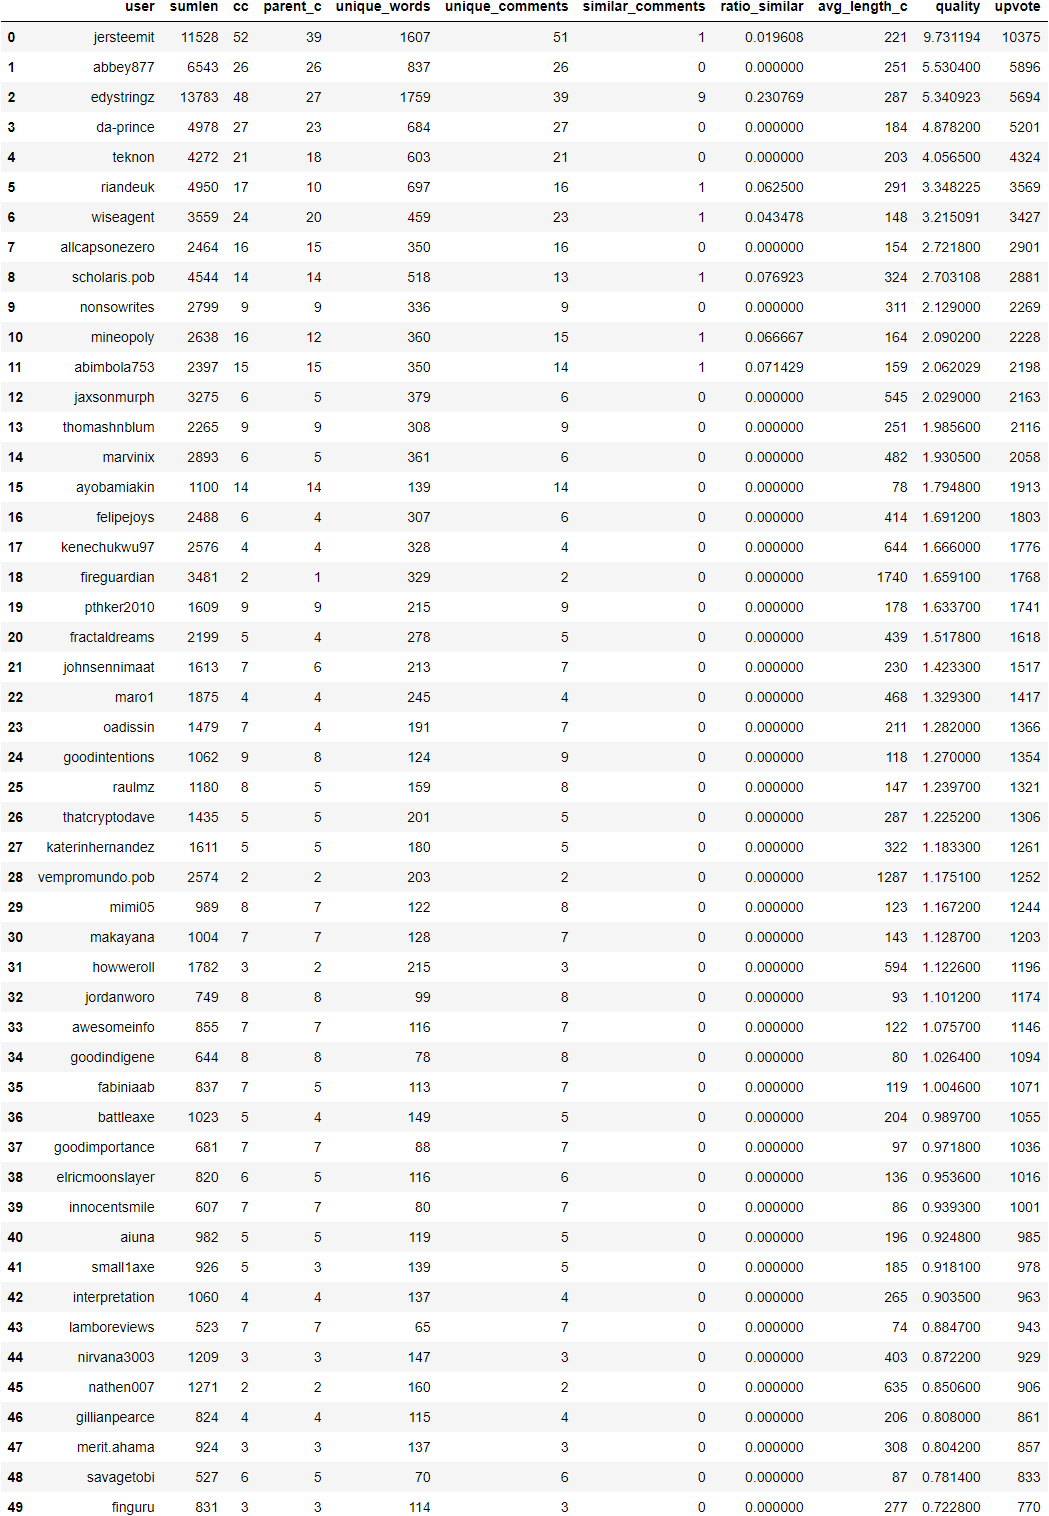 user sumlen cc parent_c unique_words unique_comments similar_comments ratio_similar avg_length_c quality upvote
0 jersteemit 11528 52 39 1607 51 1 0.019608 221 9.731194 10375
1 abbey877 6543 26 26 837 26 0 0.000000 251 5.530400 5896
2 edystringz 13783 48 27 1759 39 9 0.230769 287 5.340923 5694
3 da-prince 4978 27 23 684 27 0 0.000000 184 4.878200 5201
4 teknon 4272 21 18 603 21 0 0.000000 203 4.056500 4324
5 riandeuk 4950 17 10 697 16 1 0.062500 291 3.348225 3569
6 wiseagent 3559 24 20 459 23 1 0.043478 148 3.215091 3427
7 allcapsonezero 2464 16 15 350 16 0 0.000000 154 2.721800 2901
8 scholaris.pob 4544 14 14 518 13 1 0.076923 324 2.703108 2881
9 nonsowrites 2799 9 9 336 9 0 0.000000 311 2.129000 2269
10 mineopoly 2638 16 12 360 15 1 0.066667 164 2.090200 2228
11 abimbola753 2397 15 15 350 14 1 0.071429 159 2.062029 2198
12 jaxsonmurph 3275 6 5 379 6 0 0.000000 545 2.029000 2163
13 thomashnblum 2265 9 9 308 9 0 0.000000 251 1.985600 2116
14 marvinix 2893 6 5 361 6 0 0.000000 482 1.930500 2058
15 ayobamiakin 1100 14 14 139 14 0 0.000000 78 1.794800 1913
16 felipejoys 2488 6 4 307 6 0 0.000000 414 1.691200 1803
17 kenechukwu97 2576 4 4 328 4 0 0.000000 644 1.666000 1776
18 fireguardian 3481 2 1 329 2 0 0.000000 1740 1.659100 1768
19 pthker2010 1609 9 9 215 9 0 0.000000 178 1.633700 1741
20 fractaldreams 2199 5 4 278 5 0 0.000000 439 1.517800 1618
21 johnsennimaat 1613 7 6 213 7 0 0.000000 230 1.423300 1517
22 maro1 1875 4 4 245 4 0 0.000000 468 1.329300 1417
23 oadissin 1479 7 4 191 7 0 0.000000 211 1.282000 1366
24 goodintentions 1062 9 8 124 9 0 0.000000 118 1.270000 1354
25 raulmz 1180 8 5 159 8 0 0.000000 147 1.239700 1321
26 thatcryptodave 1435 5 5 201 5 0 0.000000 287 1.225200 1306
27 katerinhernandez 1611 5 5 180 5 0 0.000000 322 1.183300 1261
28 vempromundo.pob 2574 2 2 203 2 0 0.000000 1287 1.175100 1252
29 mimi05 989 8 7 122 8 0 0.000000 123 1.167200 1244
30 makayana 1004 7 7 128 7 0 0.000000 143 1.128700 1203
31 howweroll 1782 3 2 215 3 0 0.000000 594 1.122600 1196
32 jordanworo 749 8 8 99 8 0 0.000000 93 1.101200 1174
33 awesomeinfo 855 7 7 116 7 0 0.000000 122 1.075700 1146
34 goodindigene 644 8 8 78 8 0 0.000000 80 1.026400 1094
35 fabiniaab 837 7 5 113 7 0 0.000000 119 1.004600 1071
36 battleaxe 1023 5 4 149 5 0 0.000000 204 0.989700 1055
37 goodimportance 681 7 7 88 7 0 0.000000 97 0.971800 1036
38 elricmoonslayer 820 6 5 116 6 0 0.000000 136 0.953600 1016
39 innocentsmile 607 7 7 80 7 0 0.000000 86 0.939300 1001
40 aiuna 982 5 5 119 5 0 0.000000 196 0.924800 985
41 small1axe 926 5 3 139 5 0 0.000000 185 0.918100 978
42 interpretation 1060 4 4 137 4 0 0.000000 265 0.903500 963
43 lamboreviews 523 7 7 65 7 0 0.000000 74 0.884700 943
44 nirvana3003 1209 3 3 147 3 0 0.000000 403 0.872200 929
45 nathen007 1271 2 2 160 2 0 0.000000 635 0.850600 906
46 gillianpearce 824 4 4 115 4 0 0.000000 206 0.808000 861
47 merit.ahama 924 3 3 137 3 0 0.000000 308 0.804200 857
48 savagetobi 527 6 5 70 6 0 0.000000 87 0.781400 833
49 finguru 831 3 3 114 3 0 0.000000 277 0.722800 770